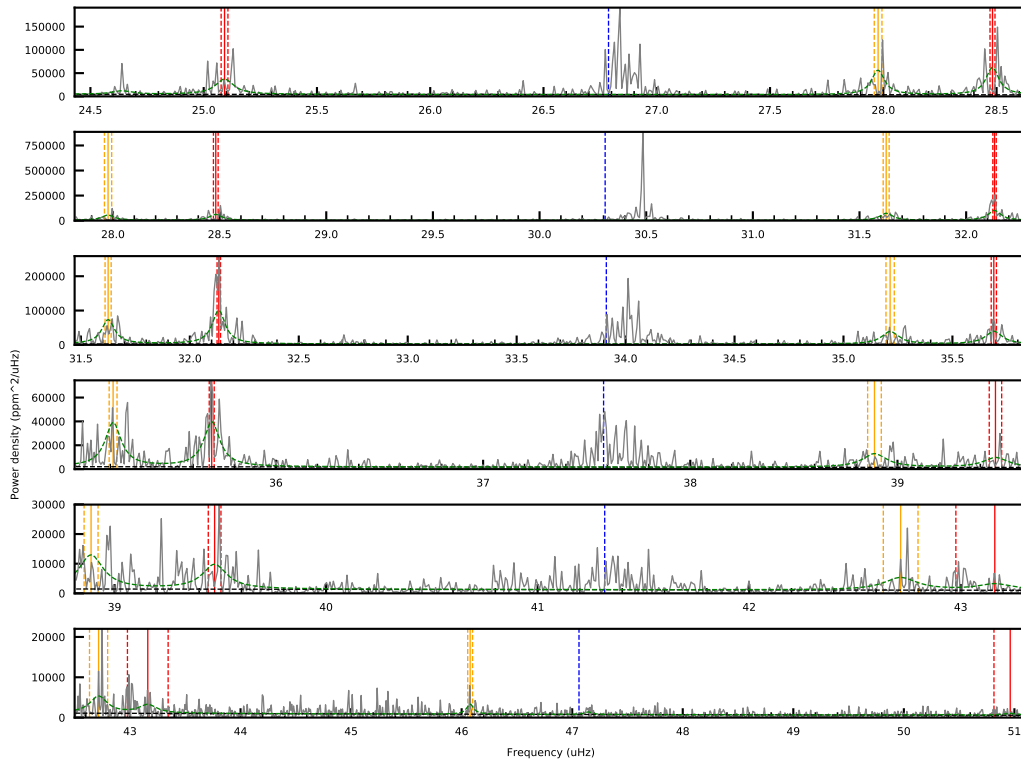 150000
100000
50000
0
24.5 25.0 25.5 26.0 26.5 27.0 27.5 28.0 28.5
750000
500000
250000
0
28.0 28.5 29.0 29.5 30.0 30.5 31.0 31.5 32.0
200000
100000
0
31.5 32.0 32.5 33.0 33.5 34.0 34.5 35.0 35.5
Power density (ppm^2/uHz)
60000
40000
20000
0
36 37 38 39
30000
20000
10000
0
39 40 41 42 43
20000
10000
0
43 44 45 46 47 48 49 50 51
Frequency (uHz)